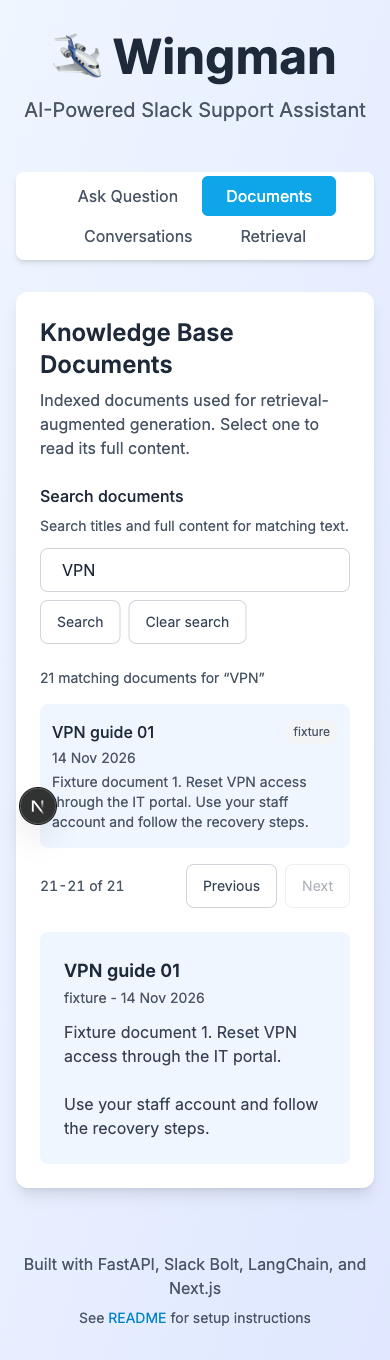 Wingman
AI-Powered Slack Support Assistant
Ask Question
Documents
Conversations
Retrieval
Knowledge Base
Documents
Indexed documents used for retrieval-
augmented generation. Select one to
read its full content.
Search documents
Search titles and full content for matching text.
VPN
Search
Clear search
21 matching documents for “VPN”
VPN guide 01
fixture
14 Nov 2026
Fixture document 1. Reset VPN access
through the IT portal. Use your staff
account and follow the recovery steps.
N
21-21 of 21
Previous
Next
VPN guide 01
fixture - 14 Nov 2026
Fixture document 1. Reset VPN
access through the IT portal.
Use your staff account and follow
the recovery steps.
Built with FastAPI, Slack Bolt, LangChain, and
Next.js
See README for setup instructions